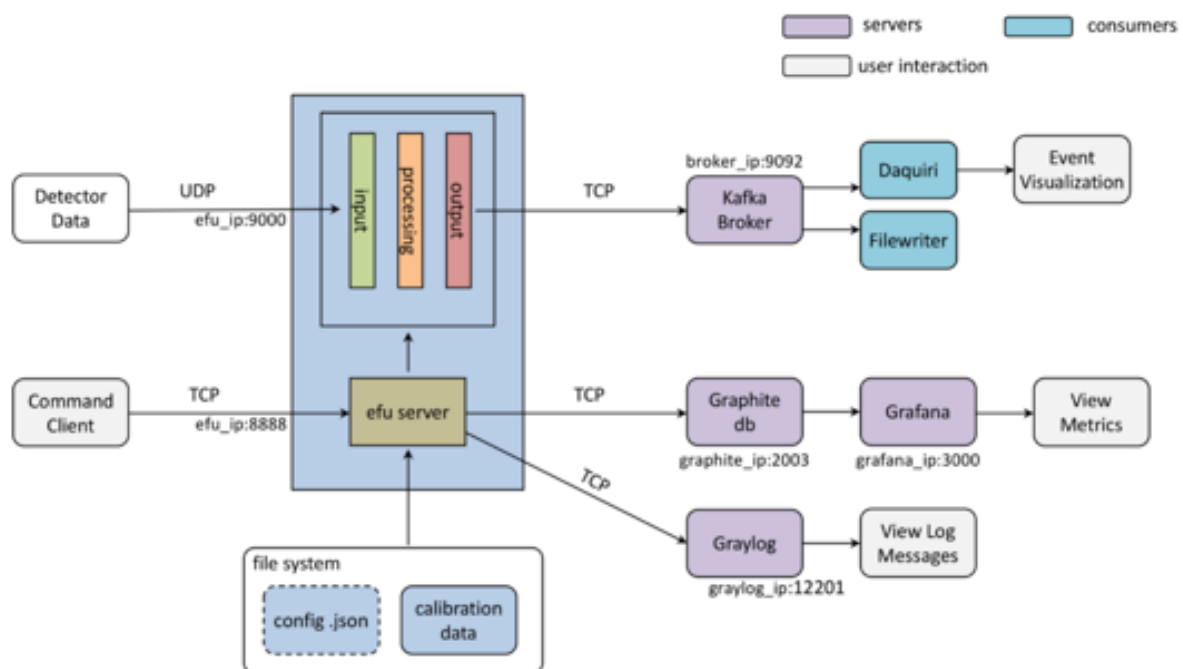 servers
consumers
user interaction
Detector
Data
UDP
efu_ip:9000
input
processing
output
TCP
broker_ip:9092
Kafka
Broker
Daquiri
Filewriter
Event
Visualization
Command
Client
TCP
efu_ip:8888
efu server
TCP
Graphite
db
graphite_ip:2003
Grafana
grafana_ip:3000
View
Metrics
TCP
Graylog
graylog_ip:12201
View Log
Messages
file system
config .json
calibration
data